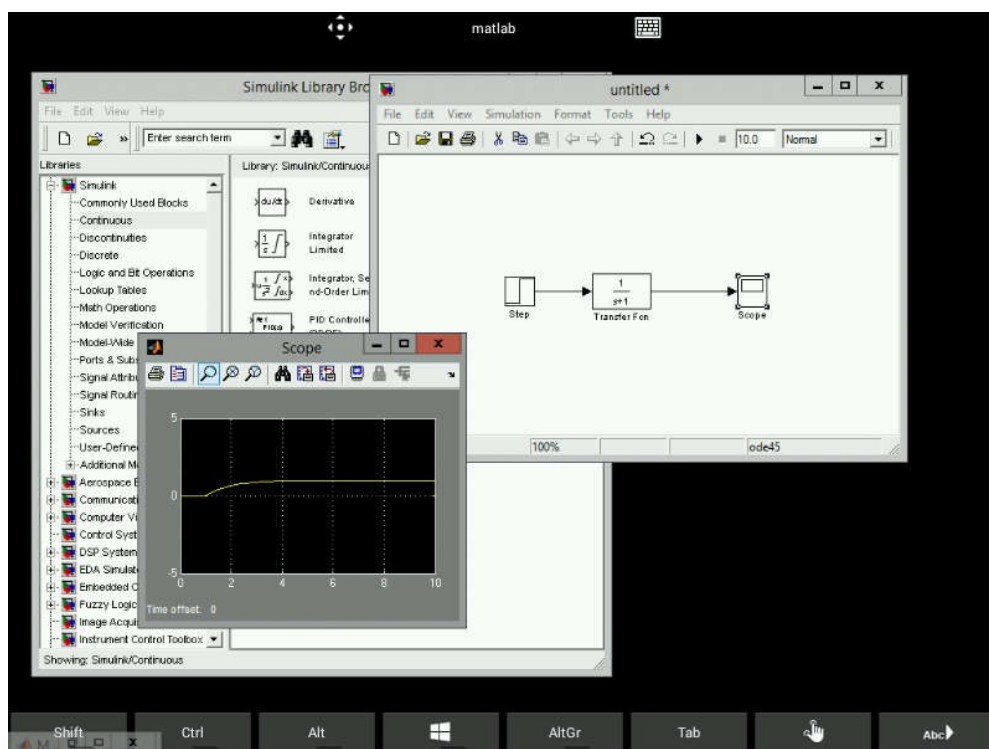 matlab
Simulink Library Bro
File Edit View Help
Enter search term
Libraries
Library: Simulink/Continuou
Simulink
Commonly Used Blocks
Continuous
Discontinuities
Discrete
Logic and Bit Operations
Lookup Tables
Math Operations
Model Verification
Model-Wide
Ports & Subs
Signal Attribu
Signal Routin
Sinks
Sources
User-Define
Additional M
Aerospace B
Communicati
Computer Vi
Control Syst
DSP System
EDA Simulat
Embedded C
Fuzzy Logic
Image Acqui
Instrument Control Toolbox
Showing: Simulink/Continuous
du/dt
Derivative
1
s
Integrator
Limited
Integrator, Se
nd-Order Lim
PID Controlle
untitled *
File Edit View Simulation Format Tools Help
10.0 Normal
Step
1
s+1
Transfer Fcn
Scope
100%
ode45
Scope
5
0
-5
0 2 4 6 8 10
Time offset: 0
Shift
Ctrl
Alt
AltGr
Tab
Abc